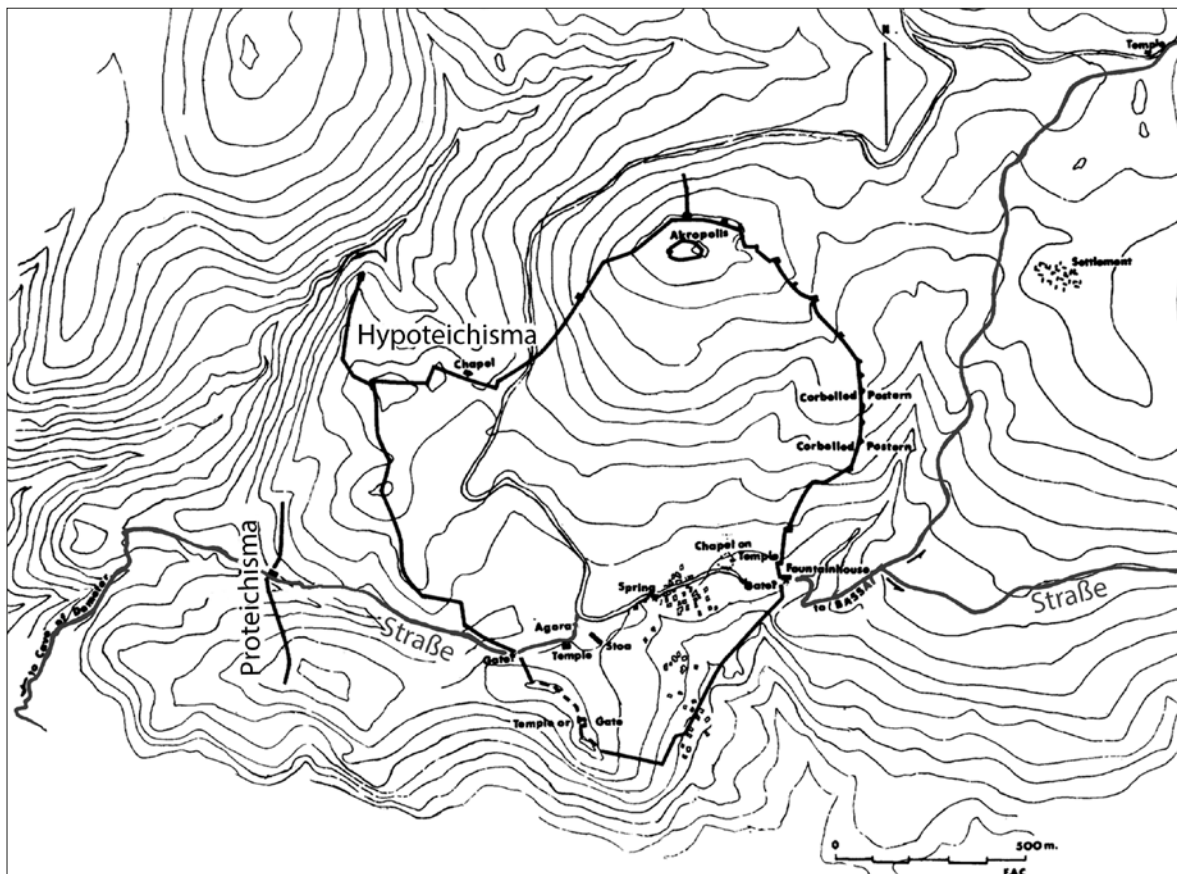 N.
Temple
Akropolis
Settlement
Hypoteichisma
Chapel
Corbelled Postern
Corbelled Postern
Proteichisma
Chapel on
Temple
Spring
Gate?
Fountainhouse
to BASSAI
Straße
to Cave of Demeter
Straße
Agora
Gate?
Temple
Stoa
Temple or Gate
0 500 m.
FAC